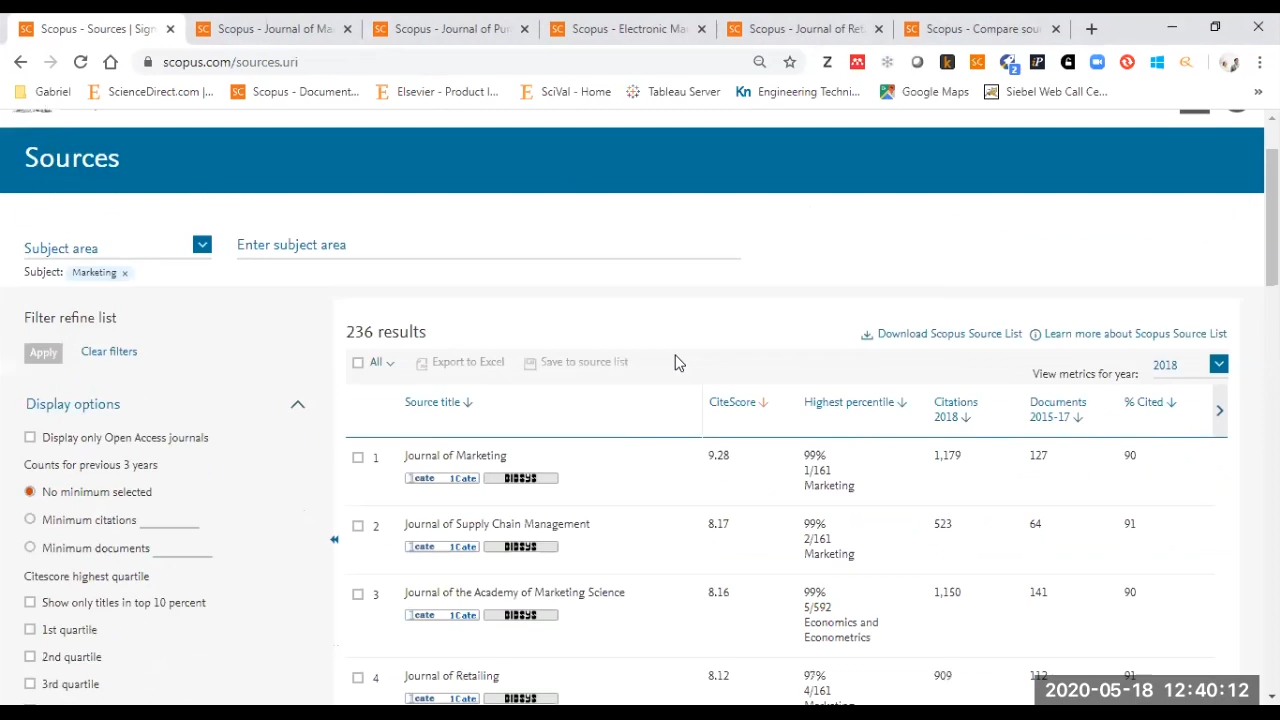 Scopus - Sources | Sign
Scopus - Journal of Ma
Scopus - Journal of Pu
Scopus - Electronic Ma
Scopus - Journal of Ret
Scopus - Compare sou
scopus.com/sources.uri
Gabriel
ScienceDirect.com |...
Scopus - Document...
Elsevier - Product I...
SciVal - Home
Tableau Server
Engineering Techni...
Google Maps
Siebel Web Call Ce...
Sources
Subject area
Enter subject area
Subject: Marketing x
Filter refine list
Apply
Clear filters
236 results
Download Scopus Source List
Learn more about Scopus Source List
All
Export to Excel
Save to source list
View metrics for year: 2018
Display options
Display only Open Access journals
Counts for previous 3 years
No minimum selected
Minimum citations
Minimum documents
Citescore highest quartile
Show only titles in top 10 percent
1st quartile
2nd quartile
3rd quartile
Source title
CiteScore
Highest percentile
Citations 2018
Documents 2015-17
% Cited
1 Journal of Marketing 9.28 99% 1,179 127 90
1/161
Marketing
2 Journal of Supply Chain Management 8.17 99% 523 64 91
2/161
Marketing
3 Journal of the Academy of Marketing Science 8.16 99% 1,150 141 90
5/592
Economics and
Econometrics
4 Journal of Retailing 8.12 97% 909 112 91
4/161
2020-05-18 12:40:12